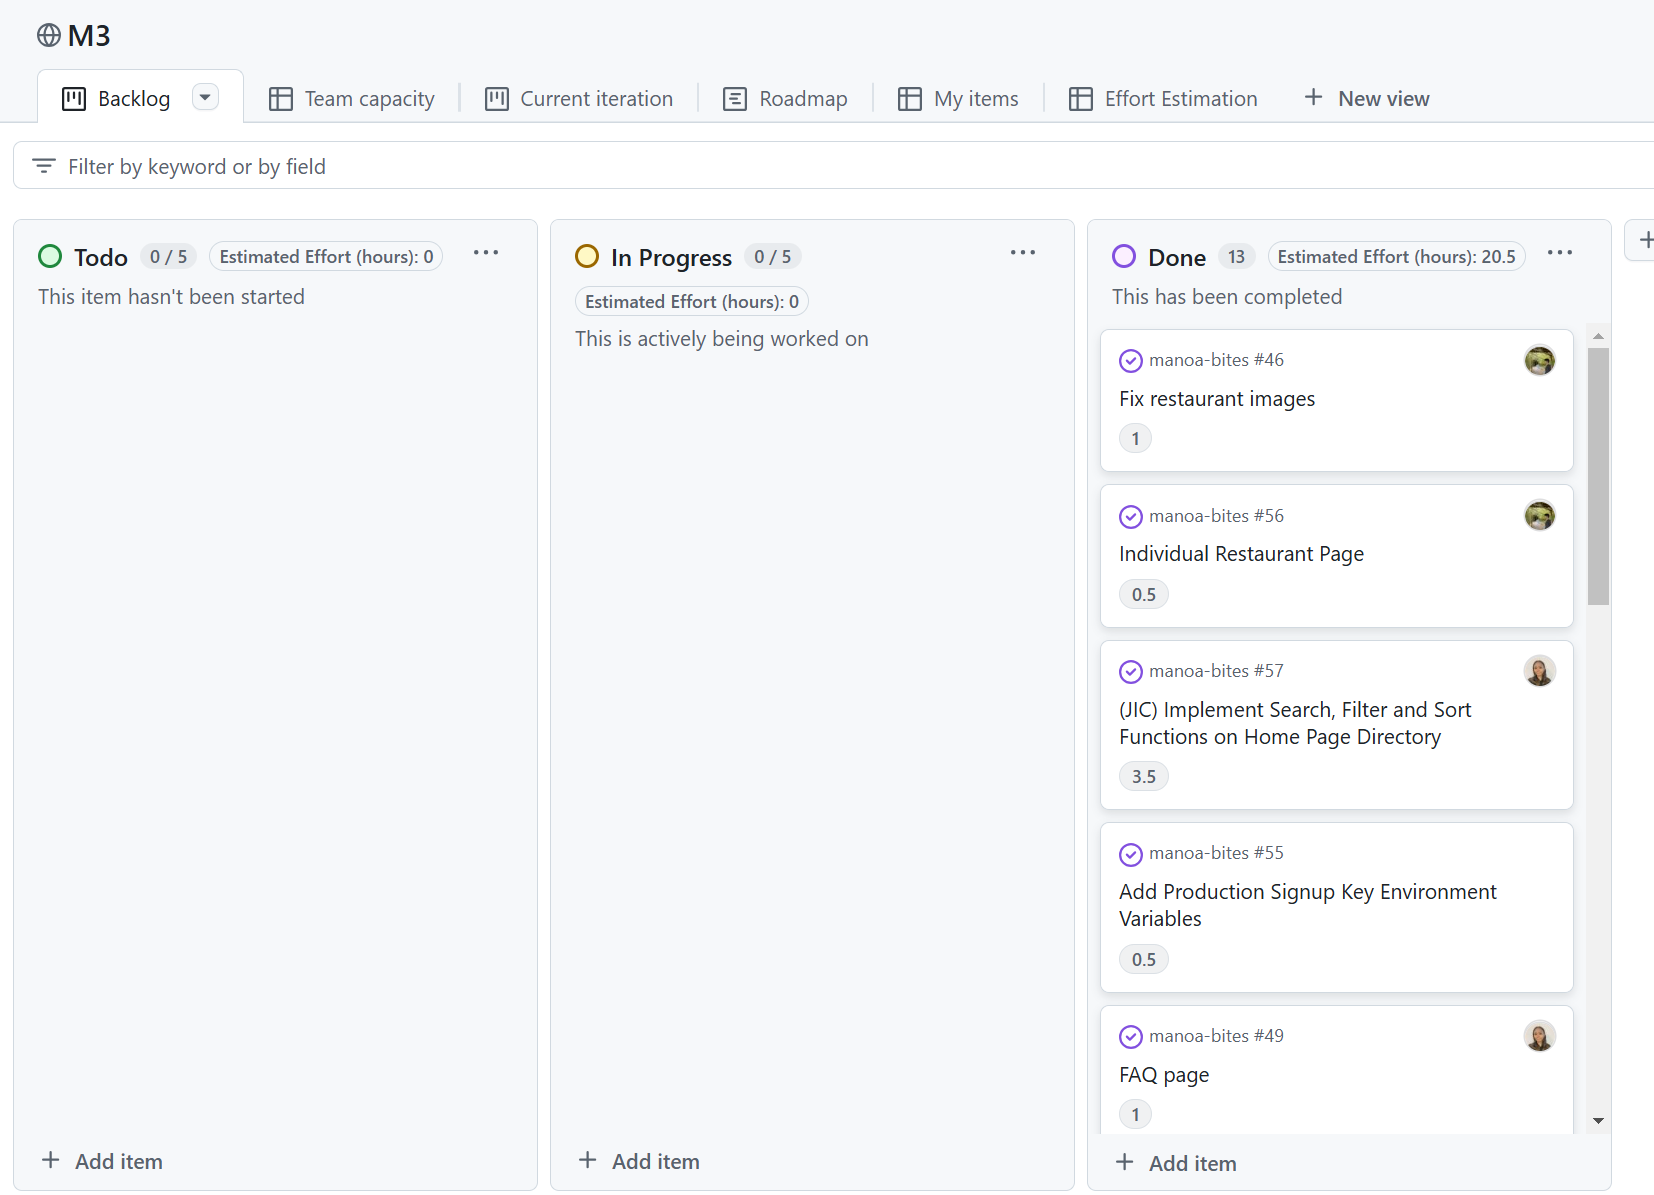 M3
Backlog
Team capacity
Current iteration
Roadmap
My items
Effort Estimation
New view
Filter by keyword or by field
Todo 0 / 5 Estimated Effort (hours): 0
This item hasn't been started
Add item
In Progress 0 / 5
Estimated Effort (hours): 0
This is actively being worked on
Add item
Done 13 Estimated Effort (hours): 20.5
This has been completed
manoa-bites #46
Fix restaurant images
1
manoa-bites #56
Individual Restaurant Page
0.5
manoa-bites #57
(JIC) Implement Search, Filter and Sort
Functions on Home Page Directory
3.5
manoa-bites #55
Add Production Signup Key Environment
Variables
0.5
manoa-bites #49
FAQ page
1
Add item